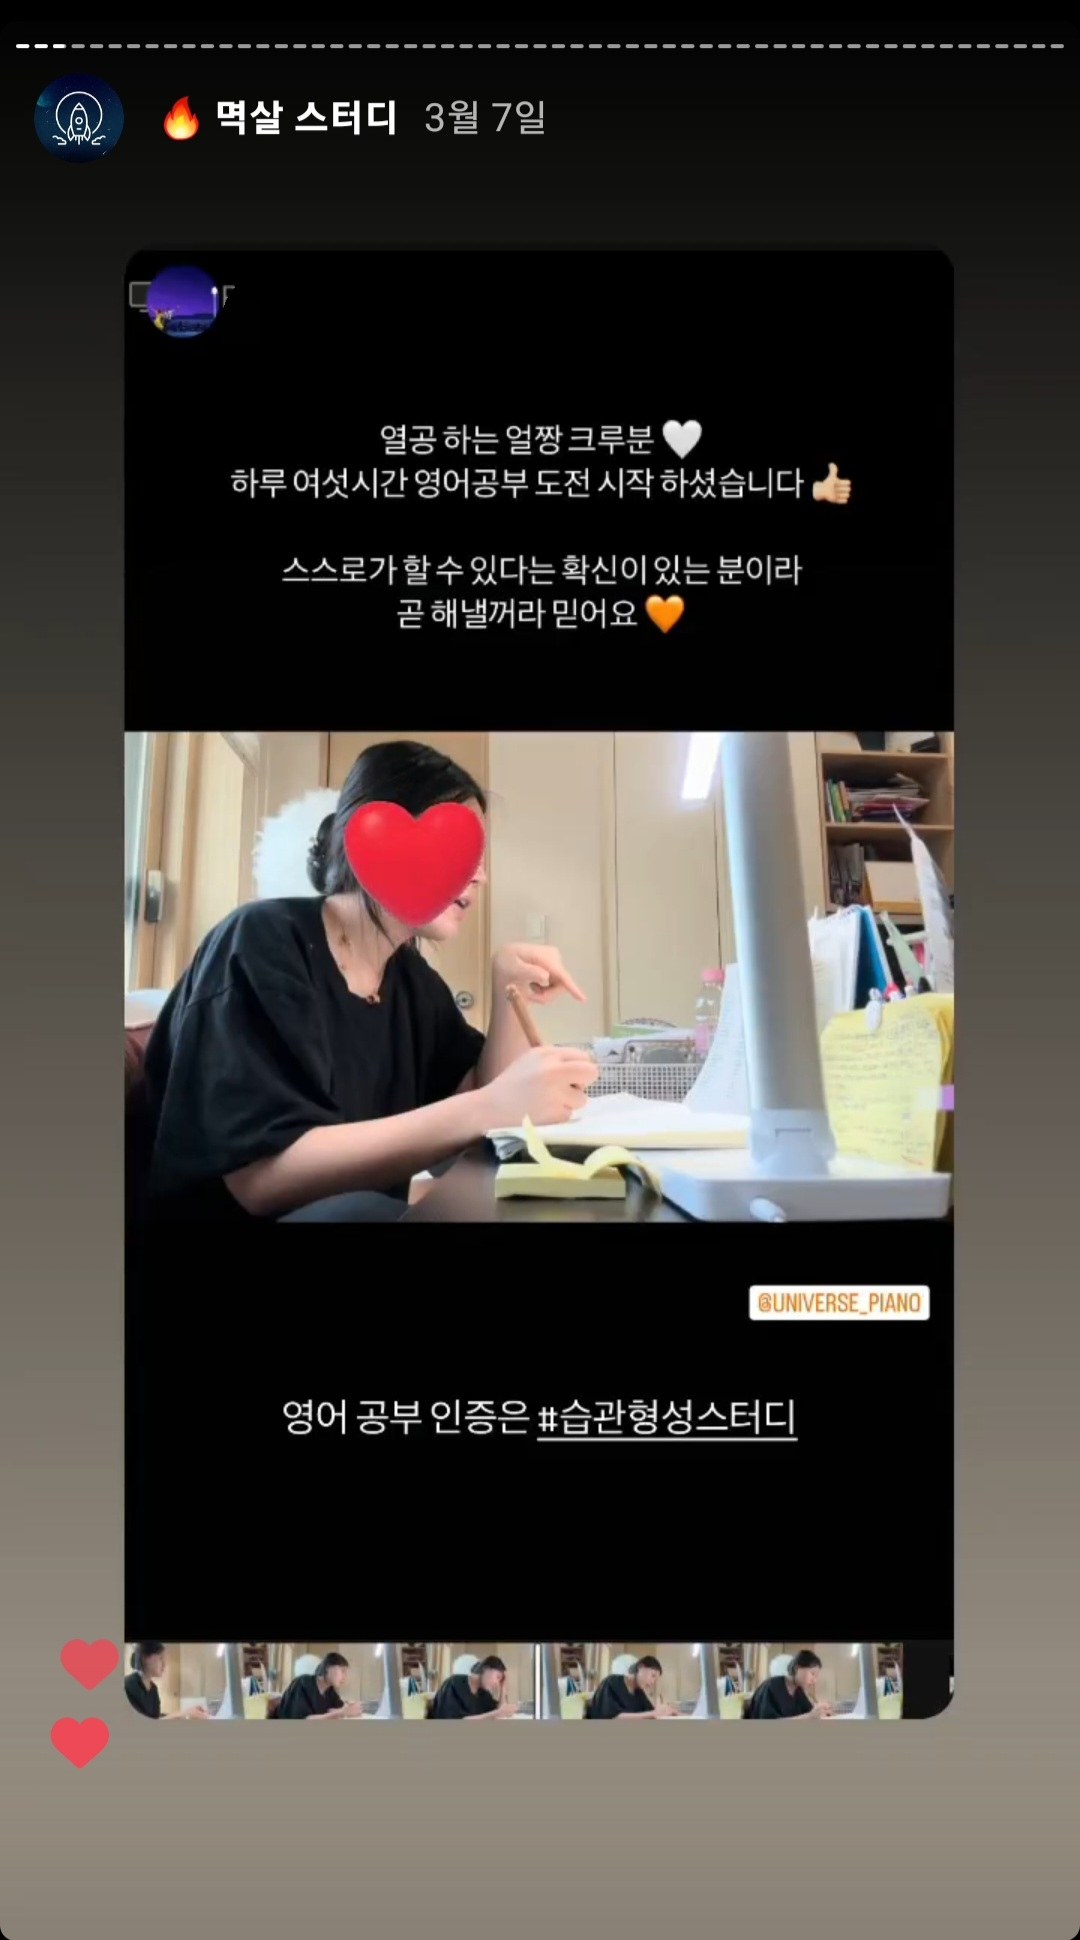 🔥 멱살 스터디 3월 7일
열공 하는 얼짱 크루분 🤍
하루 여섯시간 영어공부 도전 시작 하셨습니다 👍🏼
스스로가 할 수 있다는 확신이 있는 분이라
곧 해낼꺼라 믿어요 🧡
@UNIVERSE_PIANO
영어 공부 인증은 #습관형성스터디